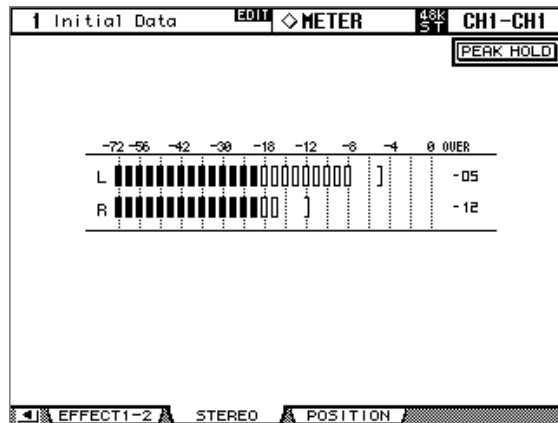 1 Initial Data EDIT ◇METER 48k ST CH1-CH1
PEAK HOLD
-72 -56 -42 -30 -18 -12 -8 -4 0 OVER
L -05
R -12
EFFECT1-2 STEREO POSITION